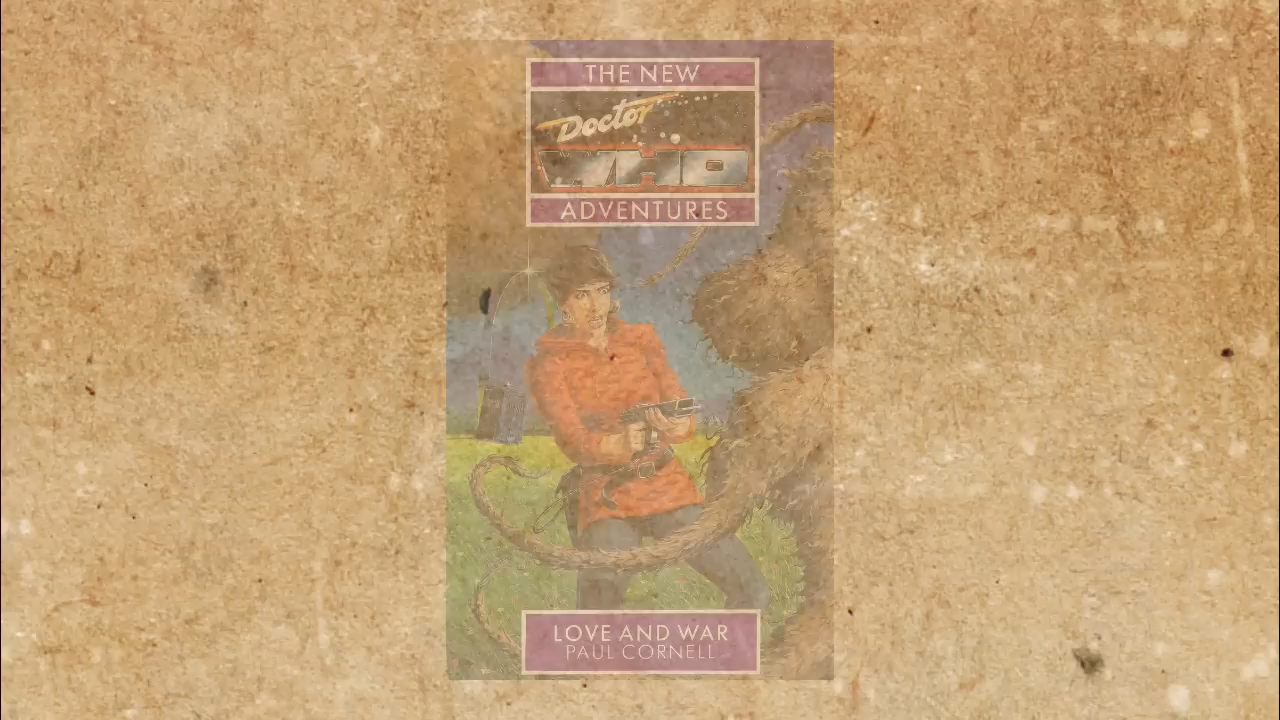 THE NEW
Doctor
WHO
ADVENTURES
LOVE AND WAR
PAUL CORNELL